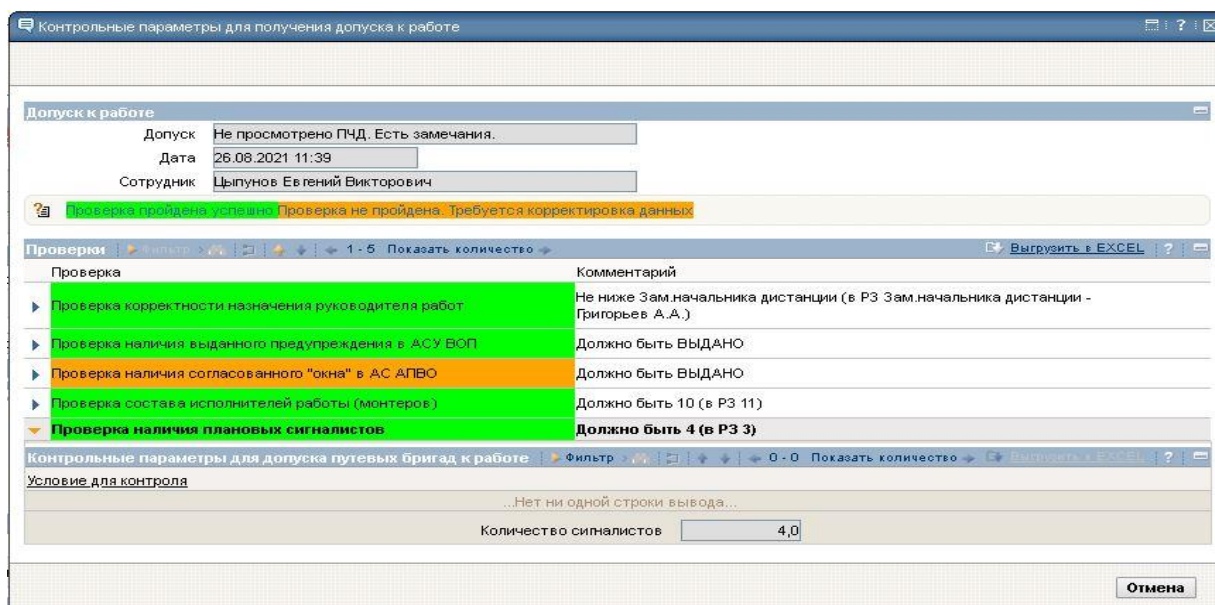 Контрольные параметры для получения допуска к работе
Допуск к работе
Допуск Не просмотрено ПЧД. Есть замечания.
Дата 26.08.2021 11:39
Сотрудник Цыпунов Евгений Викторович
Проверка пройдена успешно Проверка не пройдена. Требуется корректировка данных
Проверки Фильтр 1 - 5 Показать количество Выгрузить в EXCEL ?
Проверка Комментарий
Проверка корректности назначения руководителя работ Не ниже Зам.начальника дистанции (в РЗ Зам.начальника дистанции -
Григорьев А.А.)
Проверка наличия выданного предупреждения в АСУ ВОП Должно быть ВЫДАНО
Проверка наличия согласованного "окна" в АС АПВО Должно быть ВЫДАНО
Проверка состава исполнителей работы (монтеров) Должно быть 10 (в РЗ 11)
Проверка наличия плановых сигналистов Должно быть 4 (в РЗ 3)
Контрольные параметры для допуска путевых бригад к работе Фильтр 0 - 0 Показать количество Выгрузить в EXCEL ?
Условие для контроля
...Нет ни одной строки вывода...
Количество сигналистов 4,0
Отмена